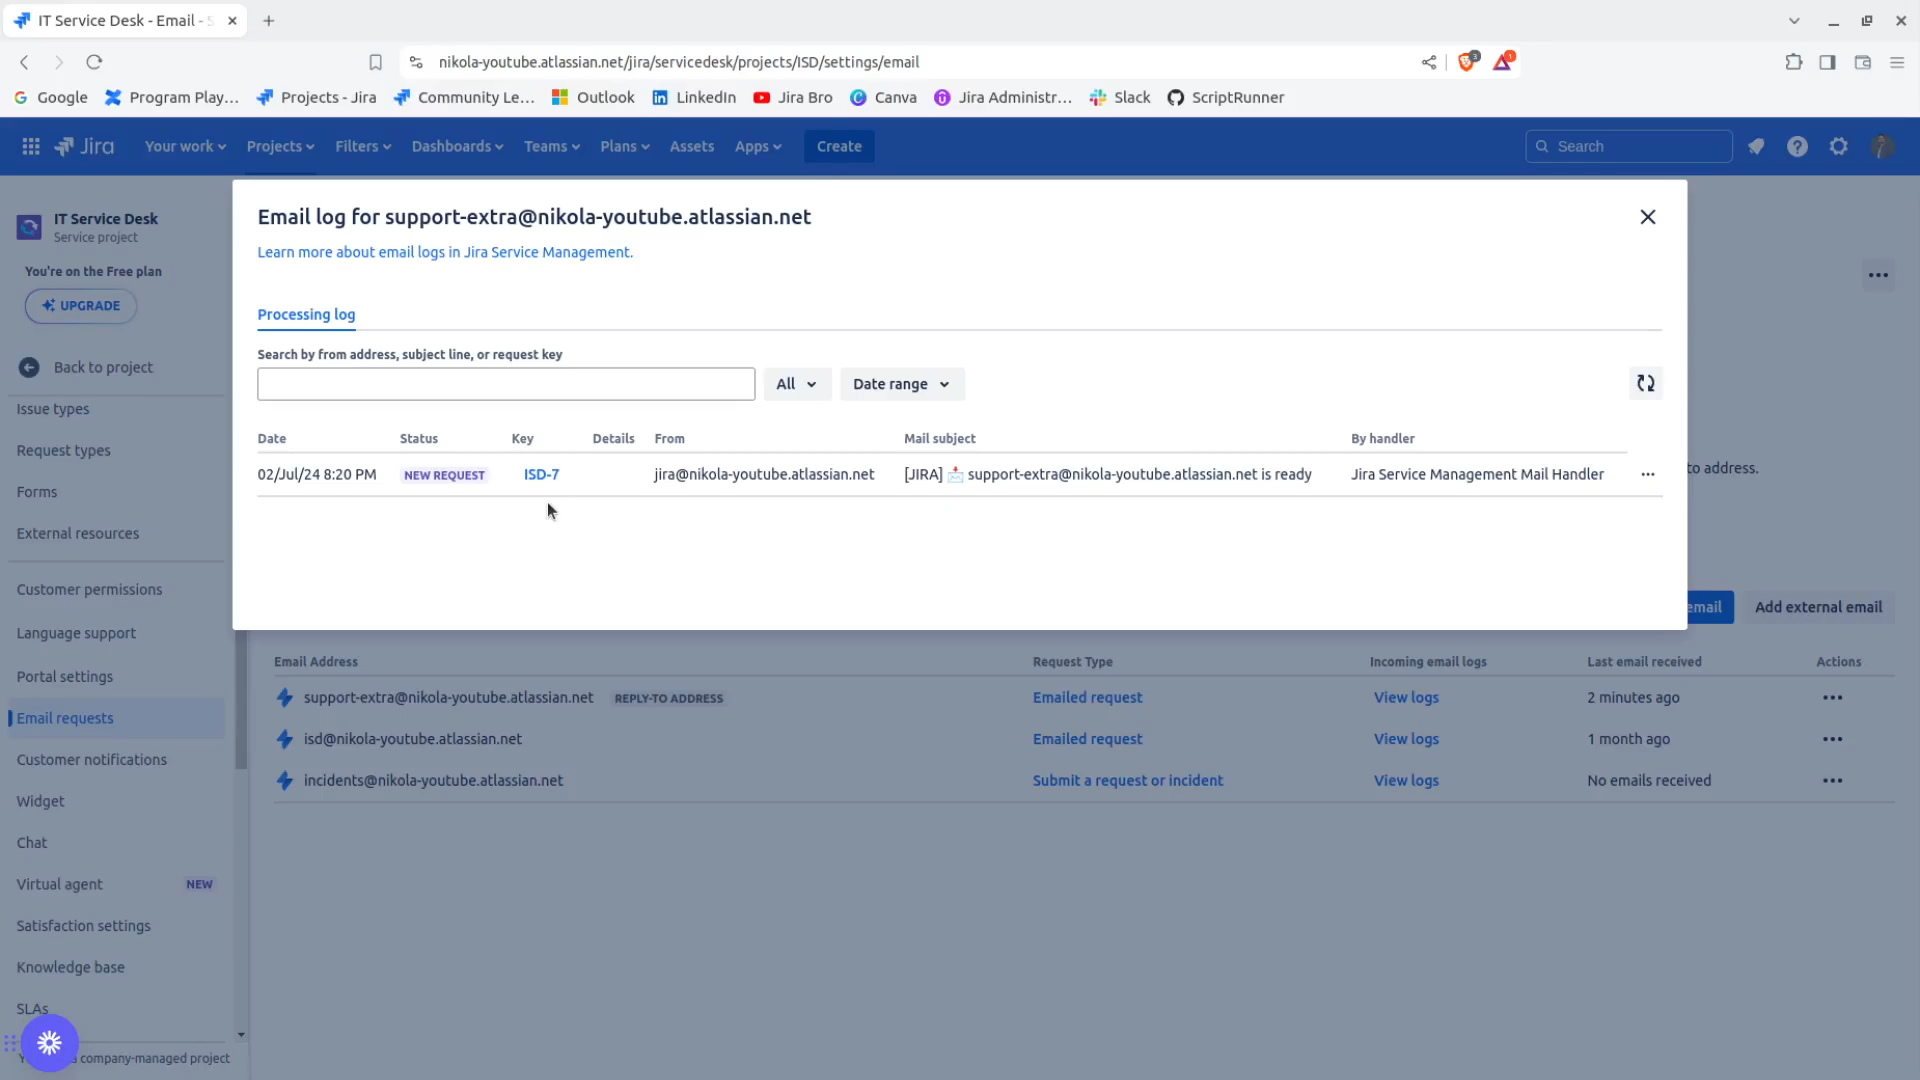 IT Service Desk - Email - S
nikola-youtube.atlassian.net/jira/servicedesk/projects/ISD/settings/email
3
1
Google
Program Play...
Projects - Jira
Community Le...
Outlook
LinkedIn
Jira Bro
Canva
Jira Administr...
Slack
ScriptRunner
Jira
Your work
Projects
Filters
Dashboards
Teams
Plans
Assets
Apps
Create
Search
IT Service Desk
Service project
You're on the Free plan
UPGRADE
Back to project
Issue types
Request types
Forms
External resources
Customer permissions
Language support
Portal settings
Email requests
Customer notifications
Widget
Chat
Virtual agent NEW
Satisfaction settings
Knowledge base
SLAs
company-managed project
Email log for support-extra@nikola-youtube.atlassian.net
Learn more about email logs in Jira Service Management.
Processing log
Search by from address, subject line, or request key
All
Date range
Date Status Key Details From Mail subject By handler
02/Jul/24 8:20 PM NEW REQUEST ISD-7 jira@nikola-youtube.atlassian.net [JIRA] 📩 support-extra@nikola-youtube.atlassian.net is ready Jira Service Management Mail Handler
to address.
email
Add external email
Email Address Request Type Incoming email logs Last email received Actions
support-extra@nikola-youtube.atlassian.net REPLY-TO ADDRESS Emailed request View logs 2 minutes ago
isd@nikola-youtube.atlassian.net Emailed request View logs 1 month ago
incidents@nikola-youtube.atlassian.net Submit a request or incident View logs No emails received